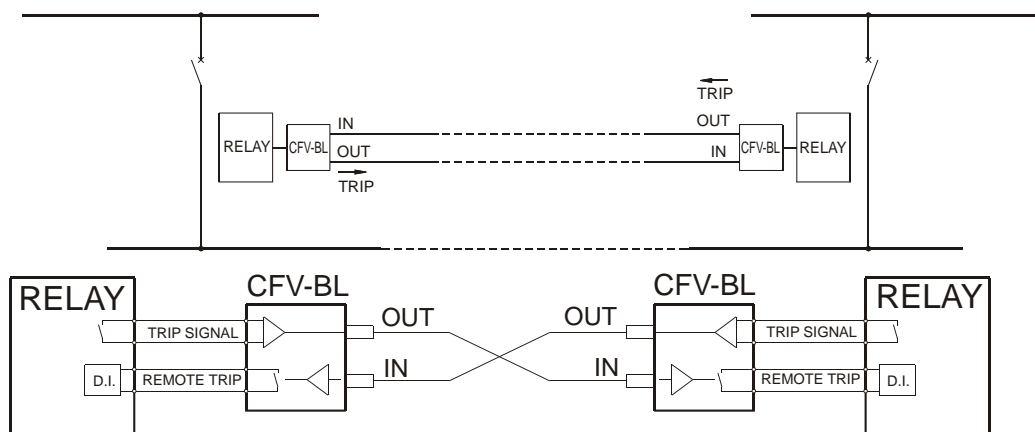 TRIP
IN
OUT
RELAY
CFV-BL
OUT
IN
CFV-BL
RELAY
TRIP
RELAY
CFV-BL
CFV-BL
RELAY
TRIP SIGNAL
OUT
OUT
TRIP SIGNAL
D.I.
REMOTE TRIP
IN
IN
REMOTE TRIP
D.I.